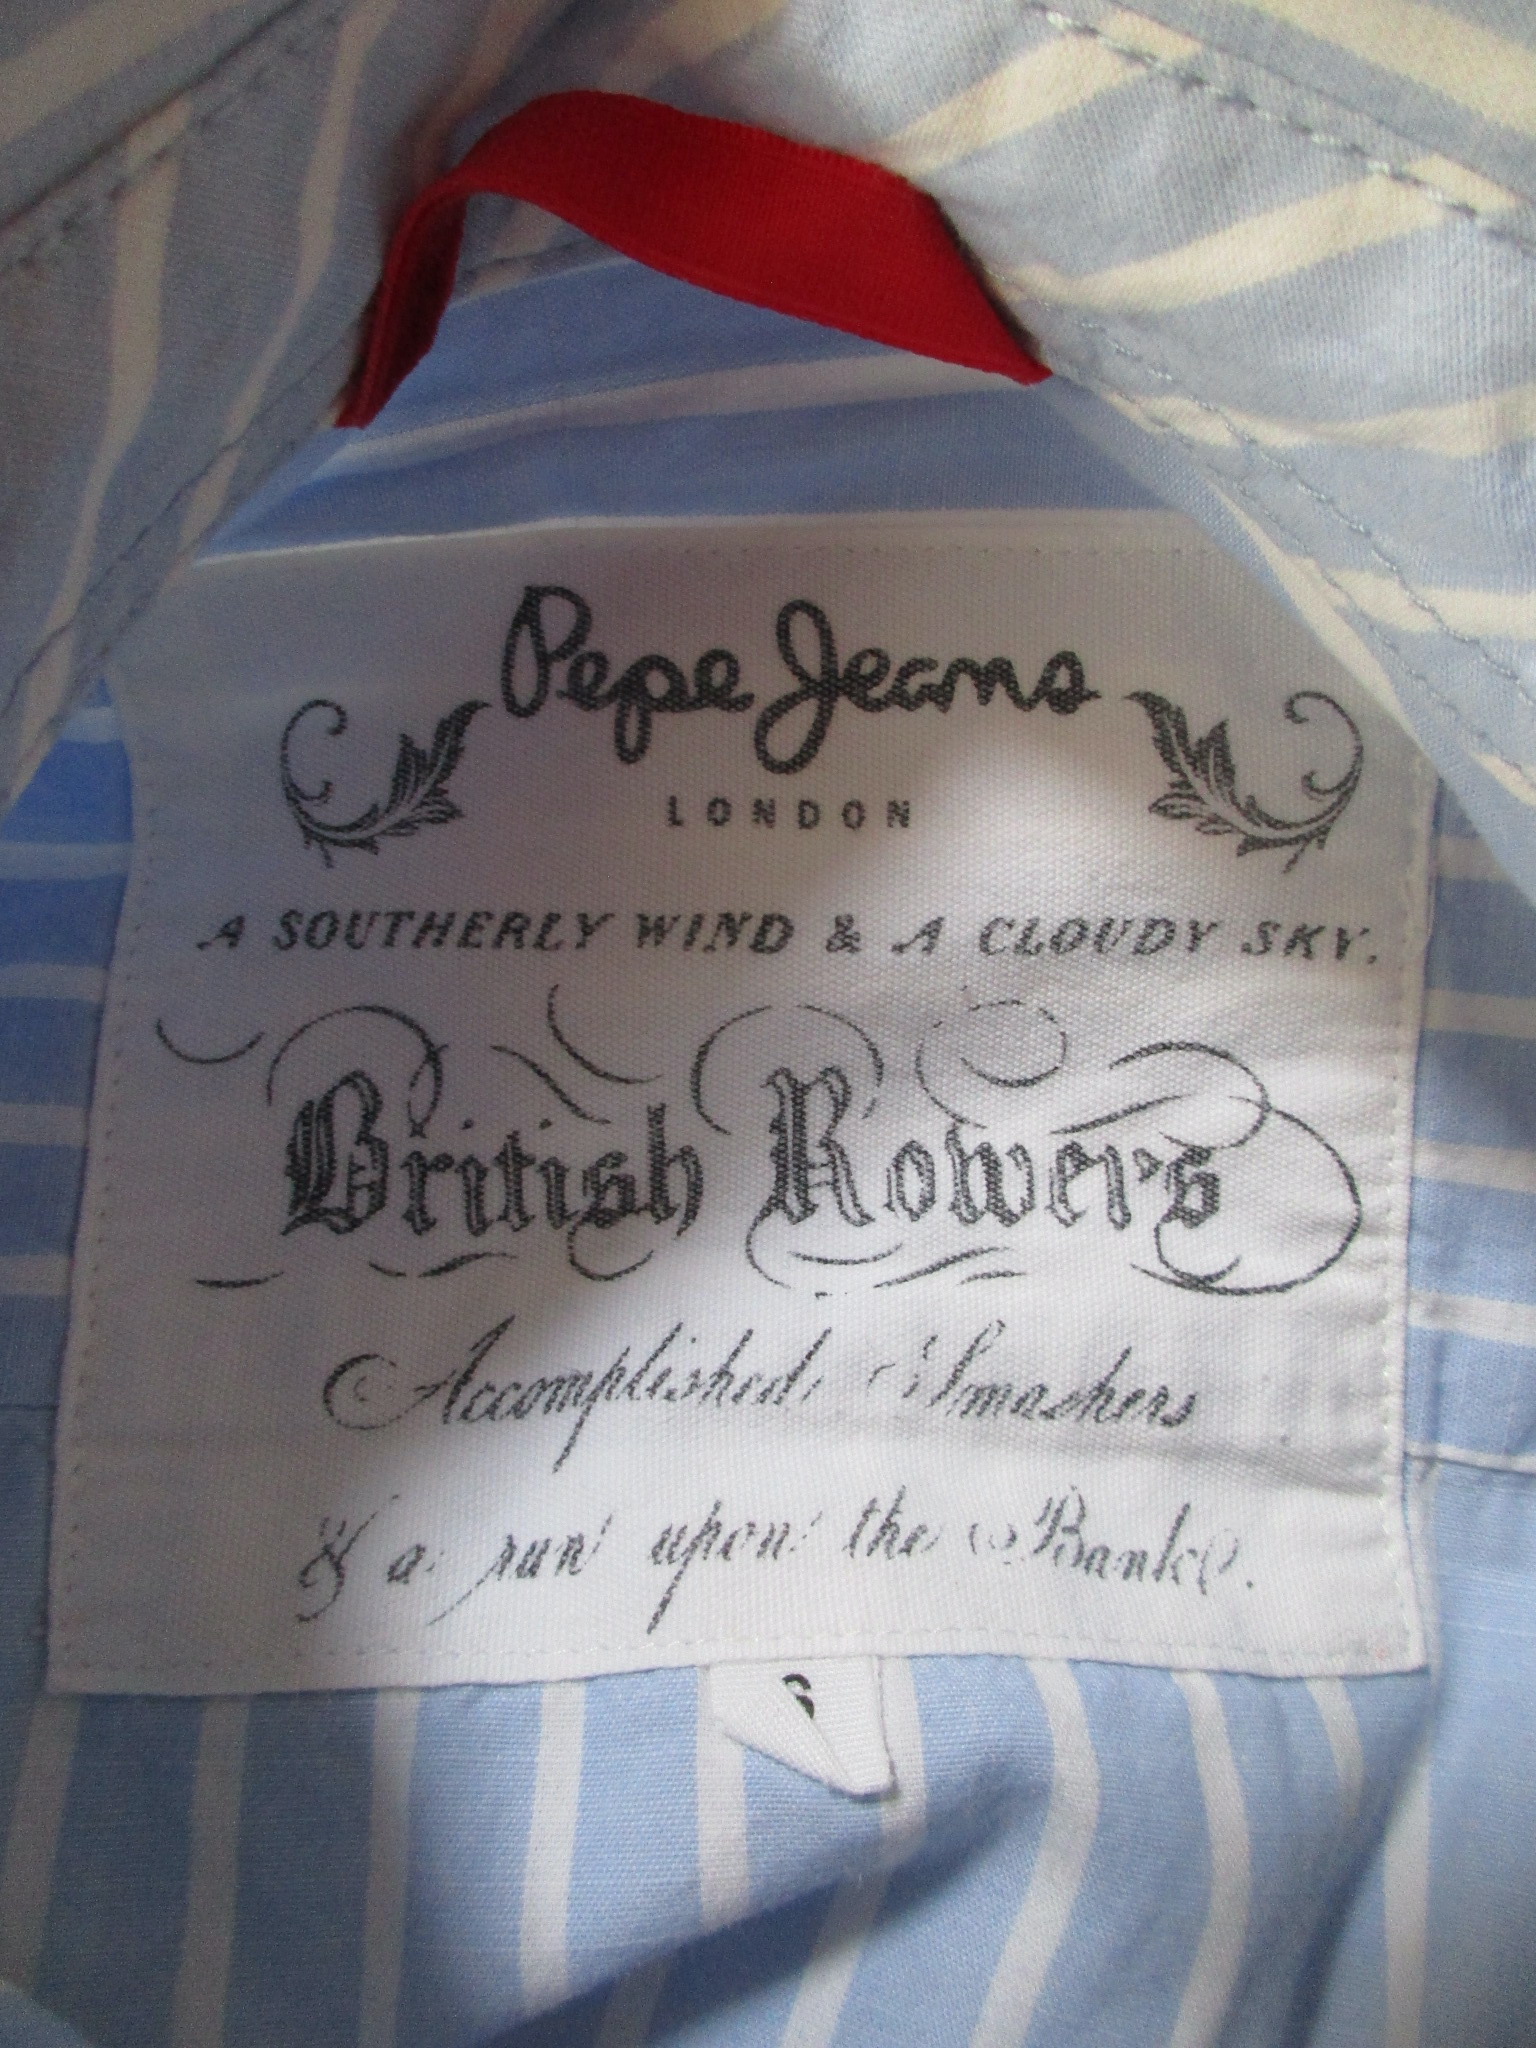 Pepe Jeans
LONDON
A SOUTHERLY WIND & A CLOUDY SKY.
British Rowers
Accomplished Smashers
& a run upon the Bank.